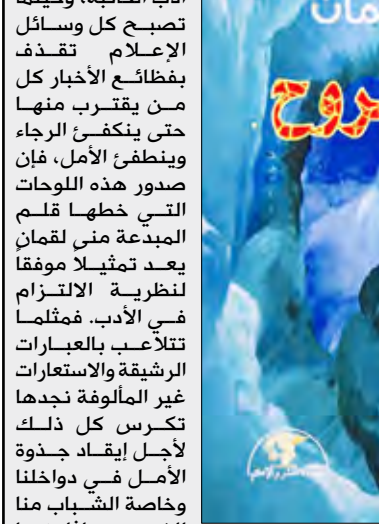 تصبح كل وسائل
الإعلام تقذف
بفظائع الأخبار كل
من يقترب منها
حتى ينكفئ الرجاء
وينطفئ الأمل، فإن
صدور هذه اللوحات
التي خطها قلم
المبدعة منى لقمان
يعد تمثيلاً موفقاً
لنظرية الالتزام
في الأدب. فمثلما
تتلاعب بالعبارات
الرشيقة والاستعارات
غير المألوفة نجدها
تكرس كل ذلك
لأجل إيقاد جذوة
الأمل في دواخلنا
وخاصة الشباب منا